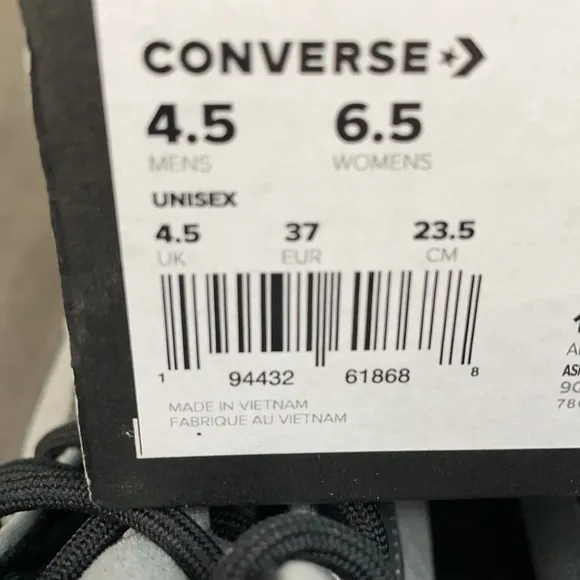 CONVERSE
4.5 6.5
MENS WOMENS
UNISEX
4.5 37 23.5
UK EUR CM
1 94432 61868 8
MADE IN VIETNAM
FABRIQUE AU VIETNAM